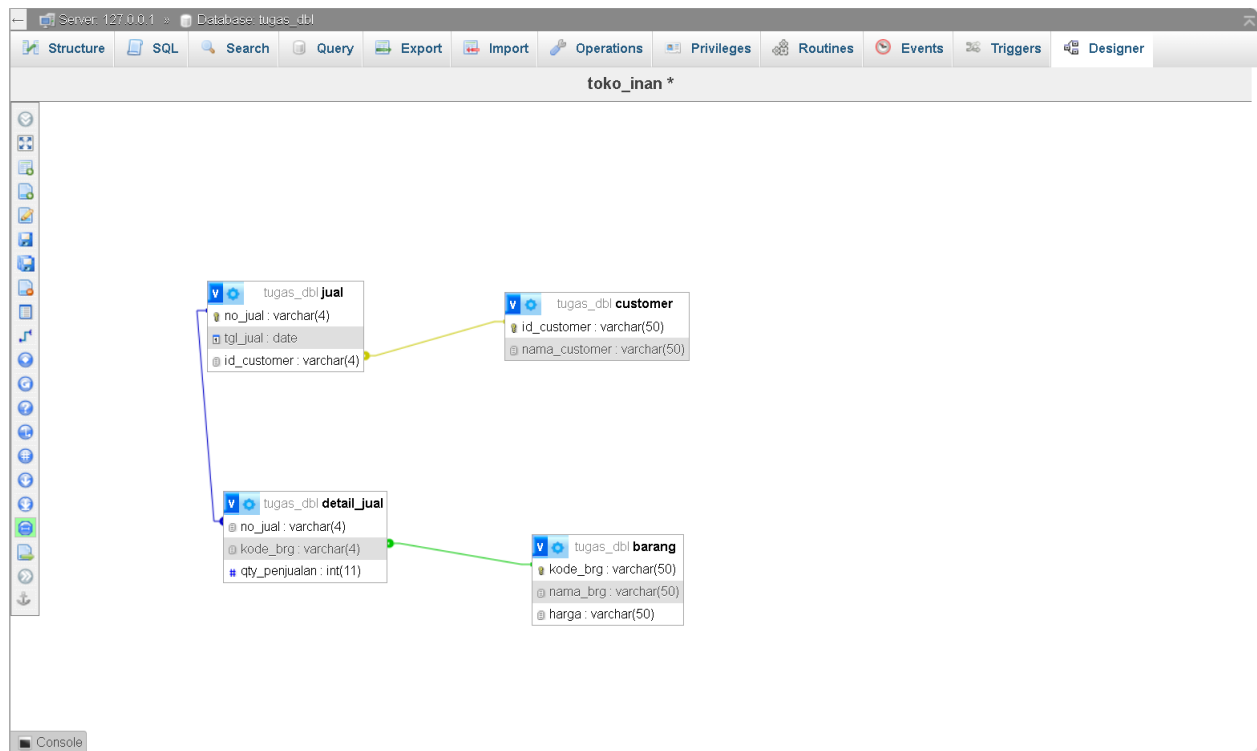 Server: 127.0.0.1 » Database: tugas_dbl
Structure SQL Search Query Export Import Operations Privileges Routines Events Triggers Designer
toko_inan *
V tugas_dbl jual
no_jual : varchar(4)
tgl_jual : date
id_customer : varchar(4)
V tugas_dbl customer
id_customer : varchar(50)
nama_customer : varchar(50)
V tugas_dbl detail_jual
no_jual : varchar(4)
kode_brg : varchar(4)
# qty_penjualan : int(11)
V tugas_dbl barang
kode_brg : varchar(50)
nama_brg : varchar(50)
harga : varchar(50)
Console